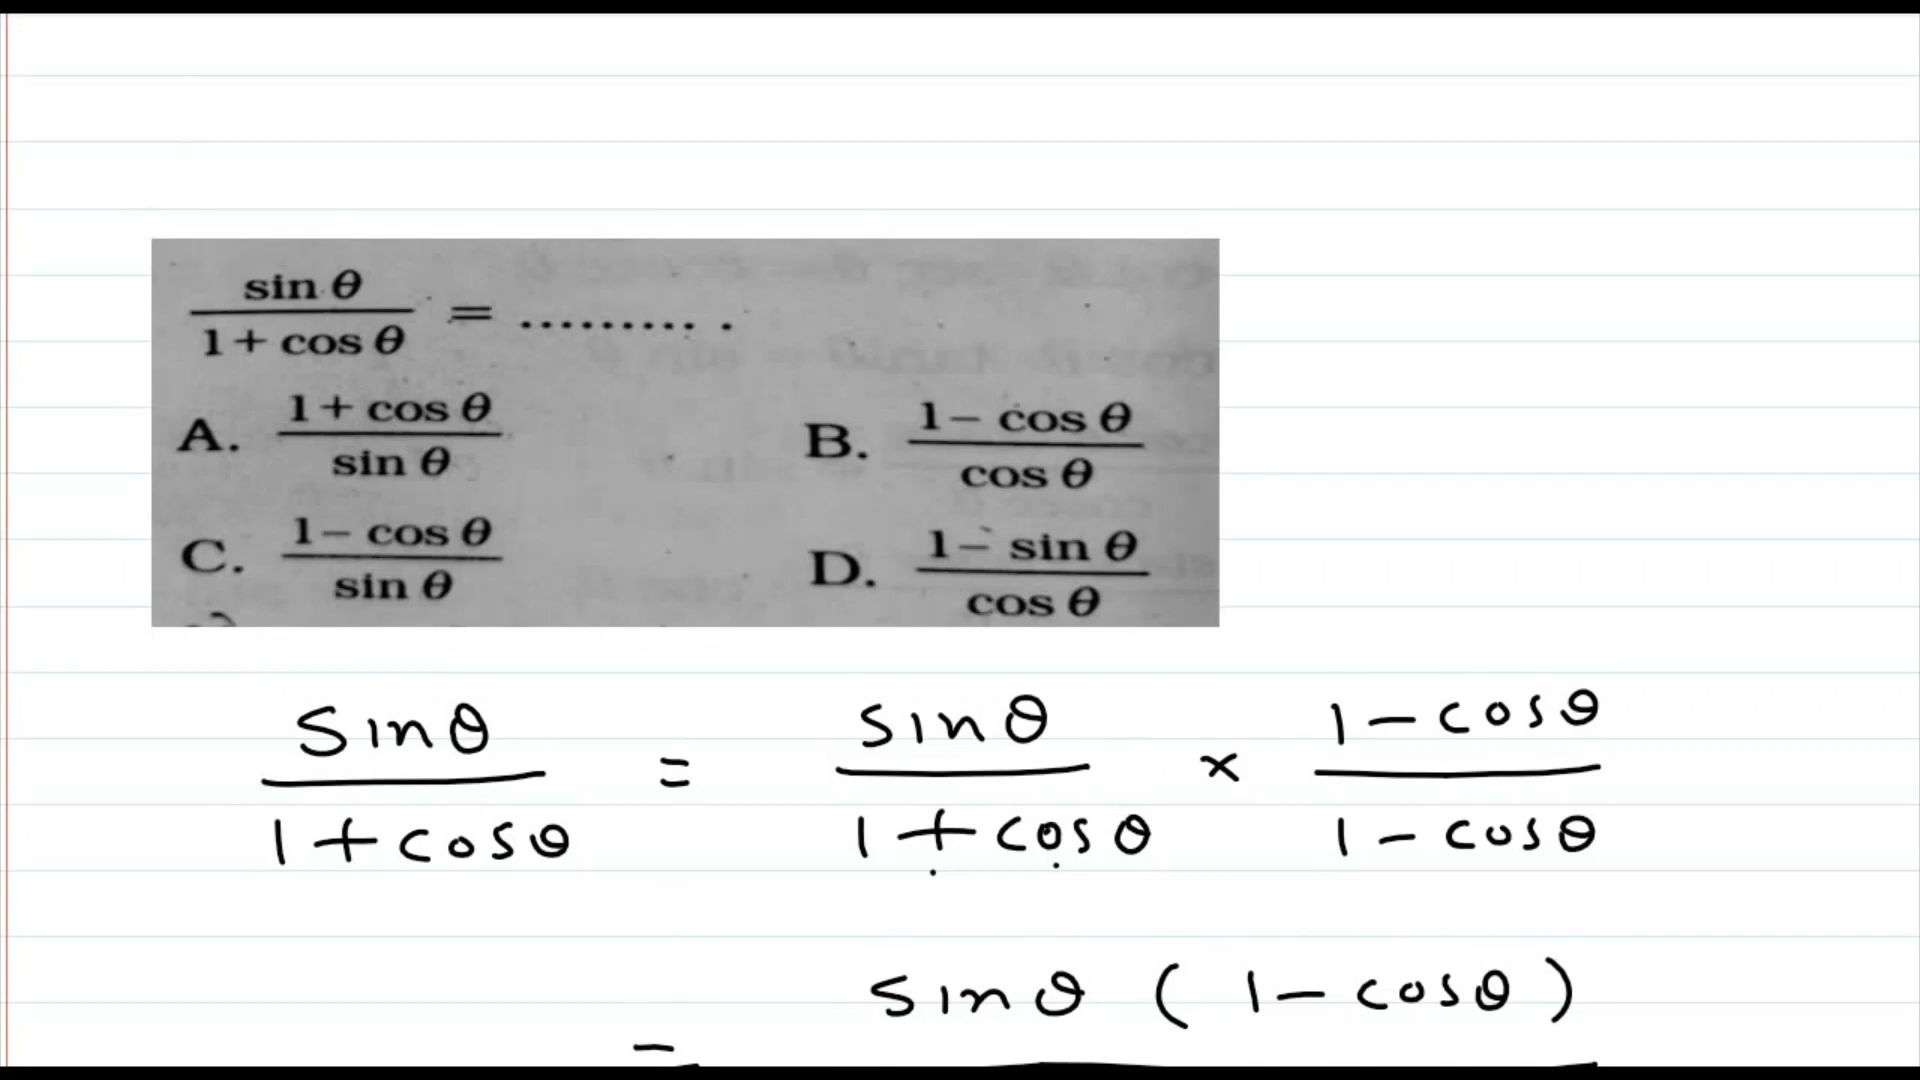 sin θ / 1 + cos θ = .......... .
A. 1 + cos θ / sin θ B. 1 – cos θ / cos θ
C. 1 – cos θ / sin θ D. 1 – sin θ / cos θ
sinθ / 1 + cosθ = sinθ / 1 + cosθ × 1 - cosθ / 1 - cosθ
= sinθ ( 1 - cosθ )